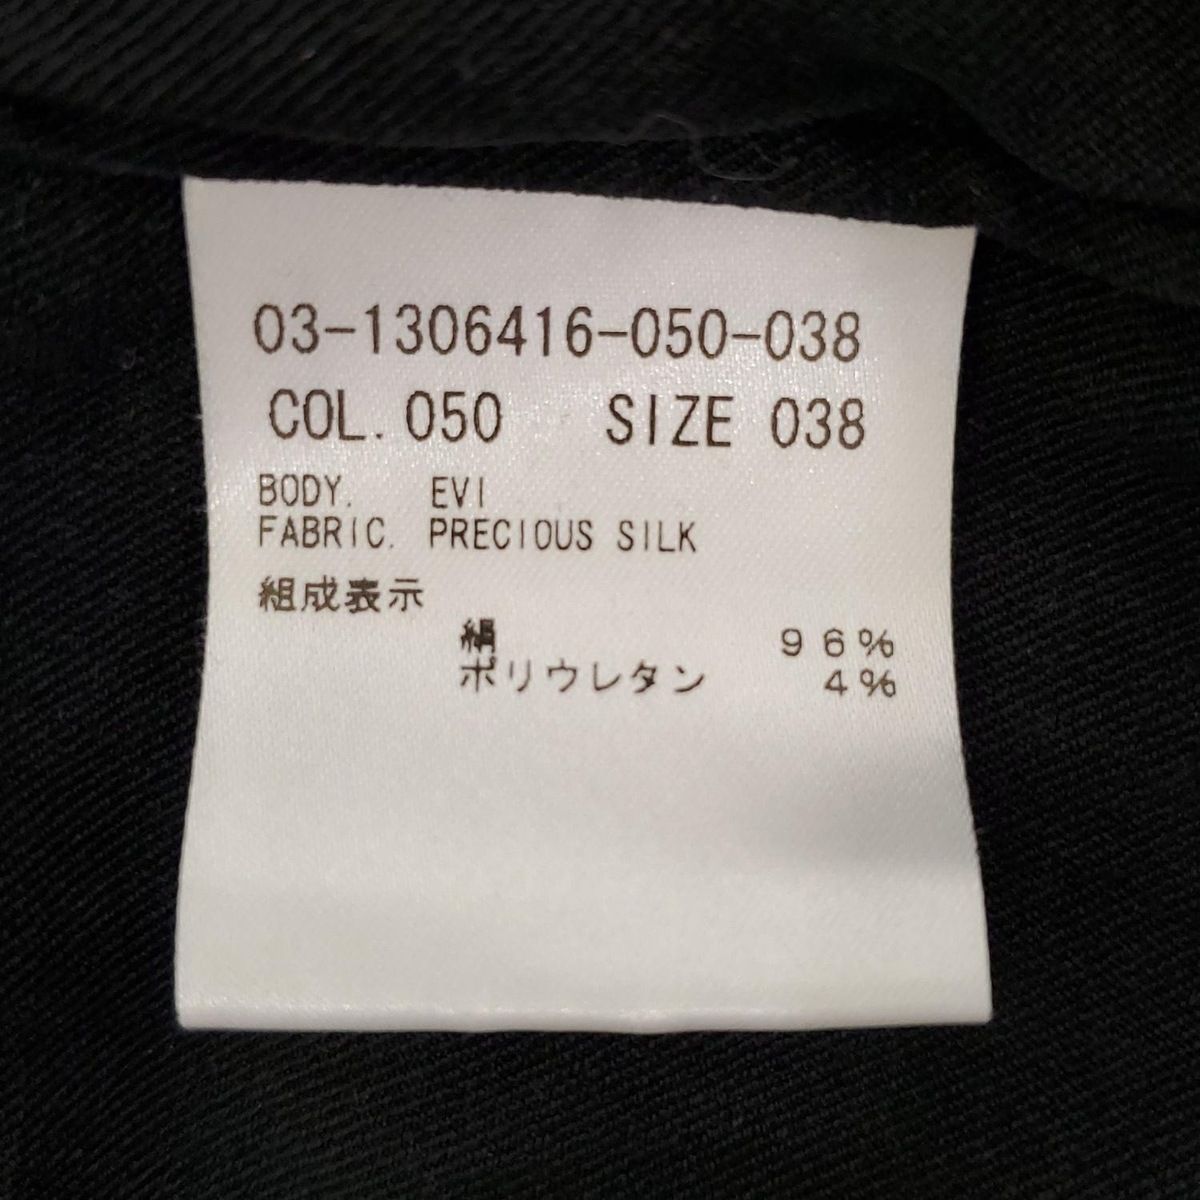 03-1306416-050-038
COL. 050 SIZE 038
BODY. EVI
FABRIC. PRECIOUS SILK
組成表示
絹 96%
ポリウレタン 4%